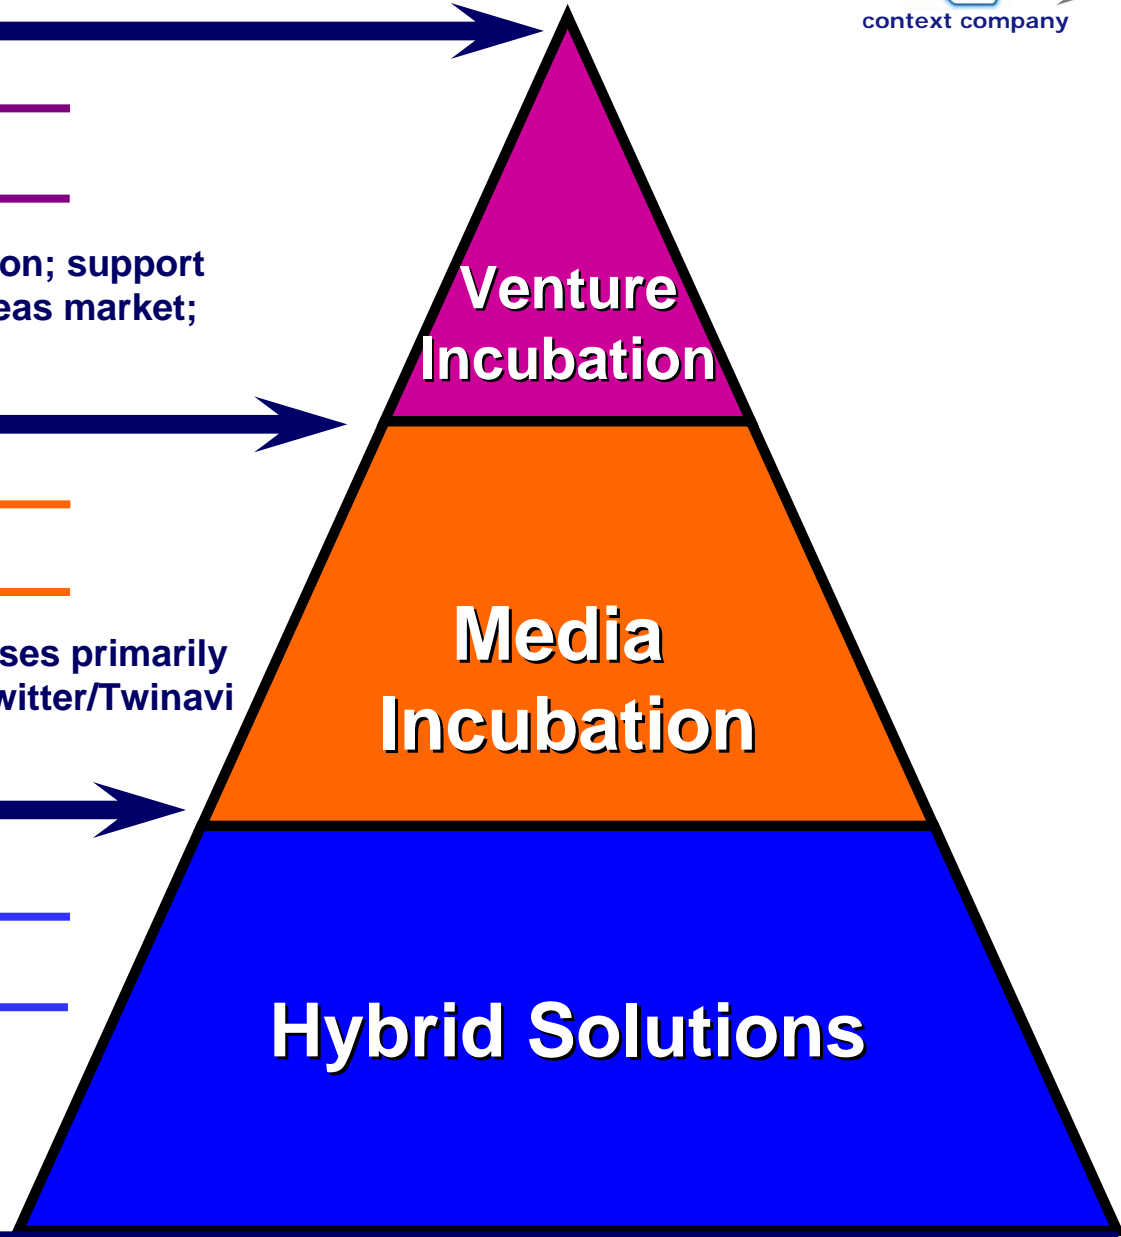 context company
on; support
eas market;
Venture
Incubation
ses primarily
witter/Twinavi
Media
Incubation
Hybrid Solutions